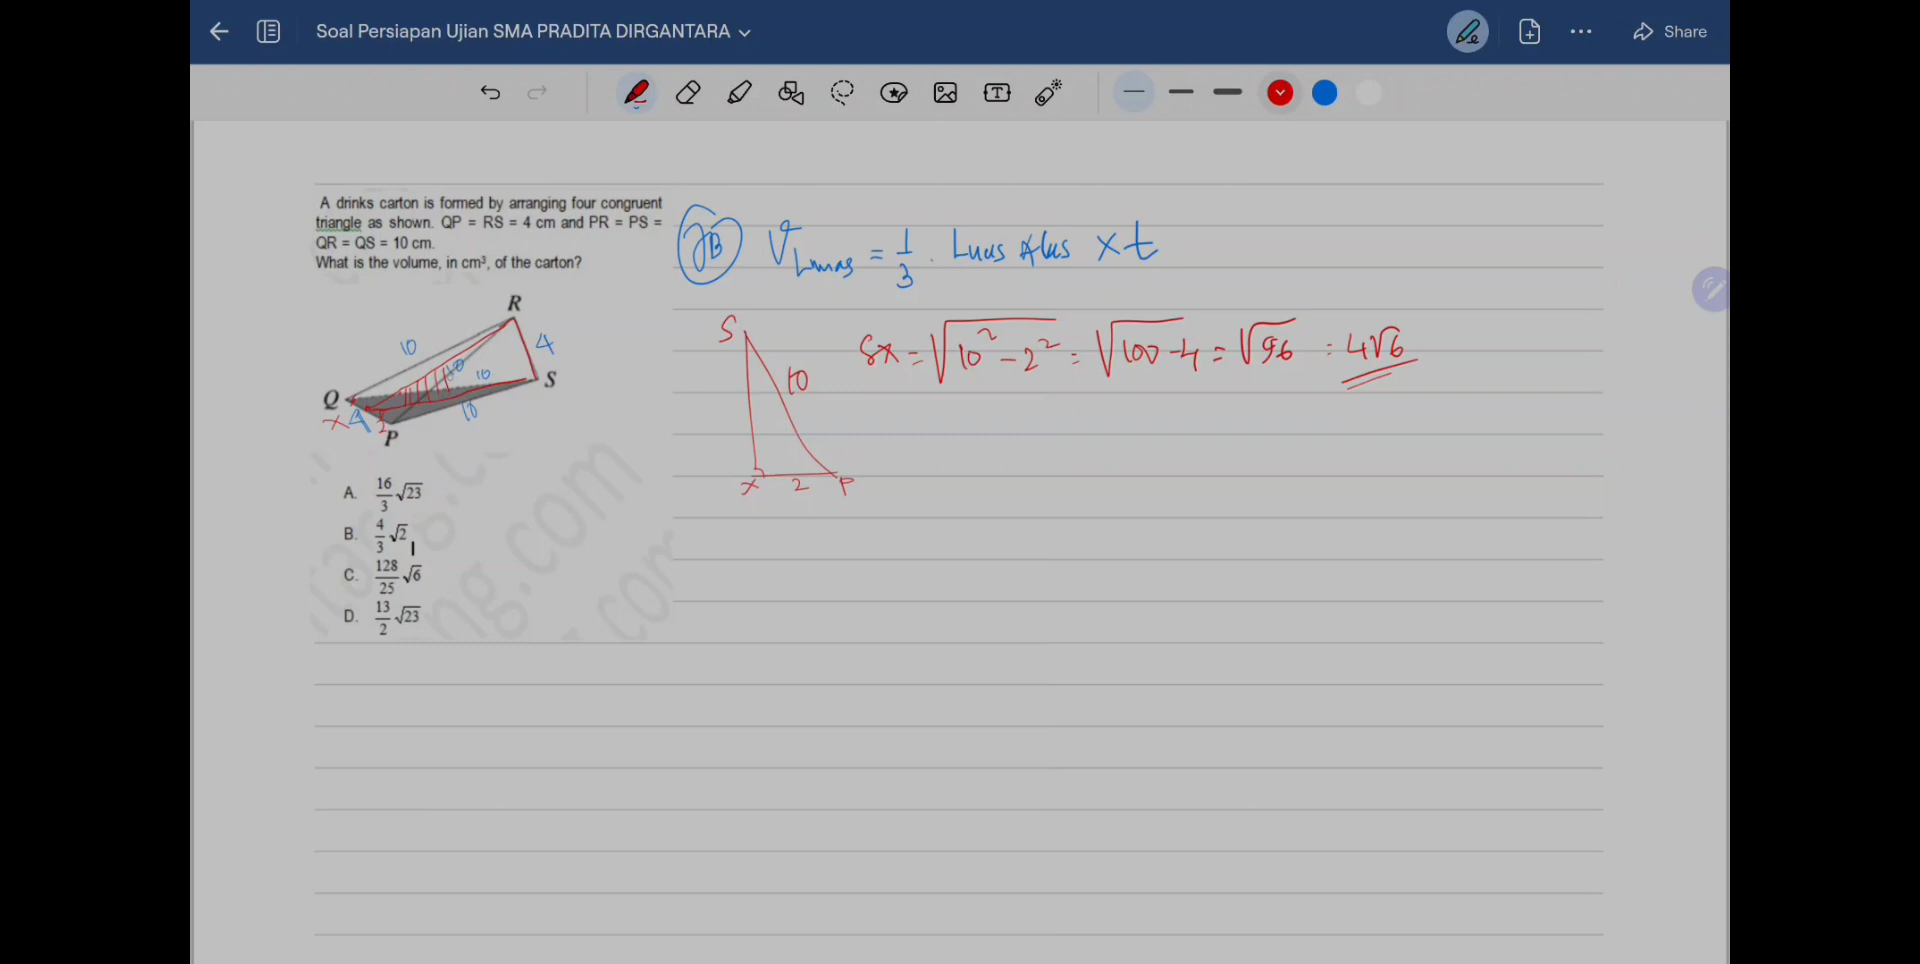 Soal Persiapan Ujian SMA PRADITA DIRGANTARA
Share
A drinks carton is formed by arranging four congruent
triangle as shown. QP = RS = 4 cm and PR = PS =
QR = QS = 10 cm.
What is the volume, in cm³, of the carton?
R
10
4
10
10
S
Q
10
x
4
2
P
A. 16/3 √23
B. 4/3 √2
C. 128/25 √6
D. 13/2 √23
JB
V Limas = 1/3 . Luas Alas x t
S
10
x 2 P
SX = √10² - 2² = √100 - 4 = √96 = 4√6